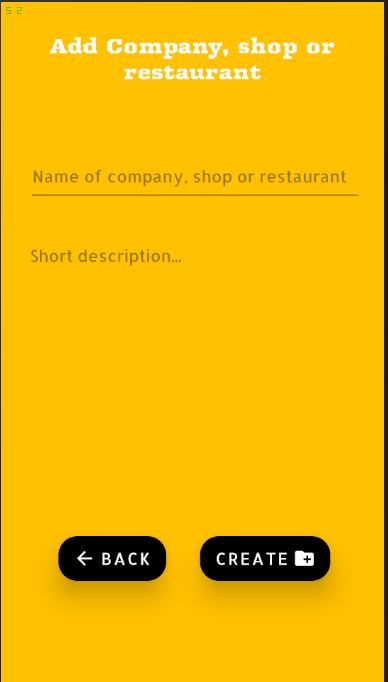 52
Add Company, shop or
restaurant
Name of company, shop or restaurant
Short description...
BACK
CREATE